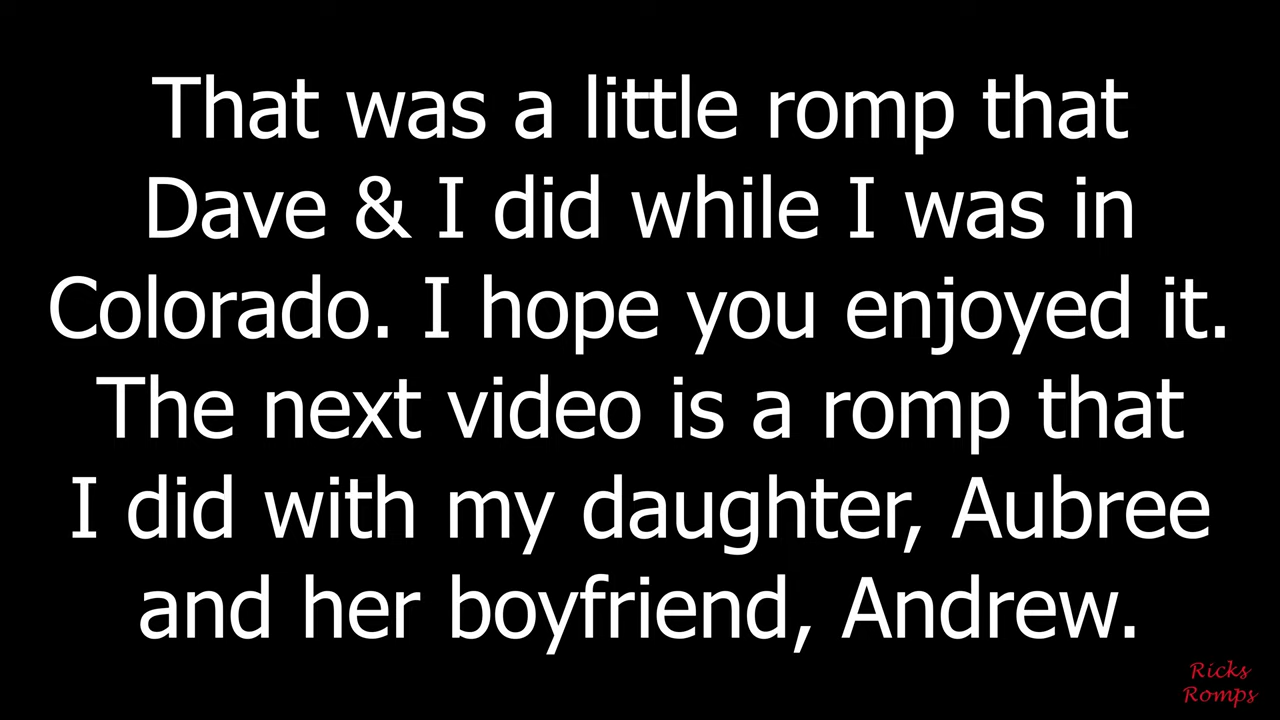 That was a little romp that
Dave & I did while I was in
Colorado. I hope you enjoyed it.
The next video is a romp that
I did with my daughter, Aubree
and her boyfriend, Andrew.
Ricks
Romps